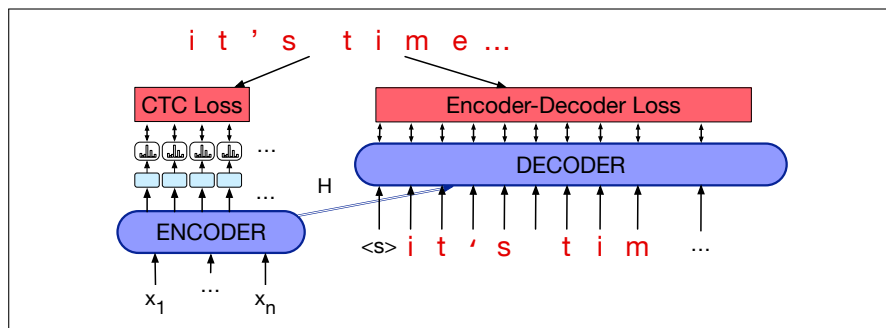 i t ’ s t i m e …
CTC Loss Encoder-Decoder Loss
…
DECODER
… H
ENCODER
<s> i t ‘ s t i m …
…
x1 xn